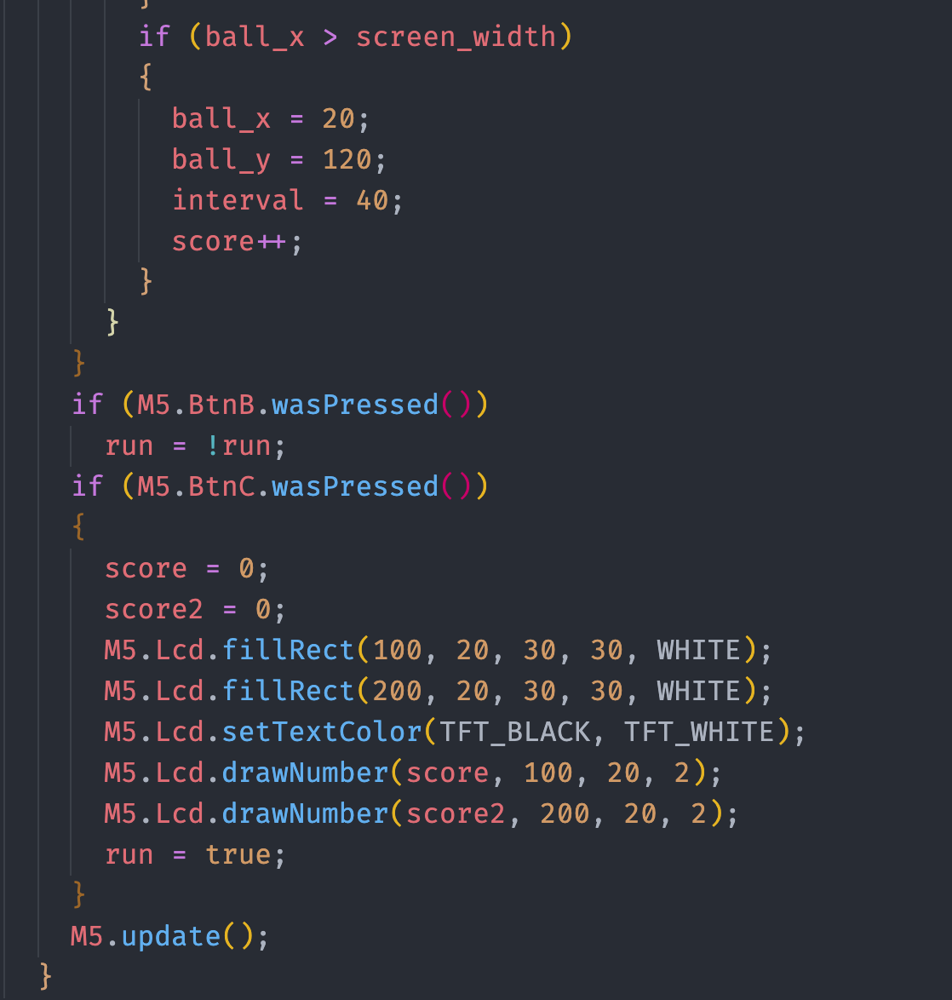 }
if (ball_x > screen_width)
{
ball_x = 20;
ball_y = 120;
interval = 40;
score++;
}
}
}
if (M5.BtnB.wasPressed())
run = !run;
if (M5.BtnC.wasPressed())
{
score = 0;
score2 = 0;
M5.Lcd.fillRect(100, 20, 30, 30, WHITE);
M5.Lcd.fillRect(200, 20, 30, 30, WHITE);
M5.Lcd.setTextColor(TFT_BLACK, TFT_WHITE);
M5.Lcd.drawNumber(score, 100, 20, 2);
M5.Lcd.drawNumber(score2, 200, 20, 2);
run = true;
}
M5.update();
}